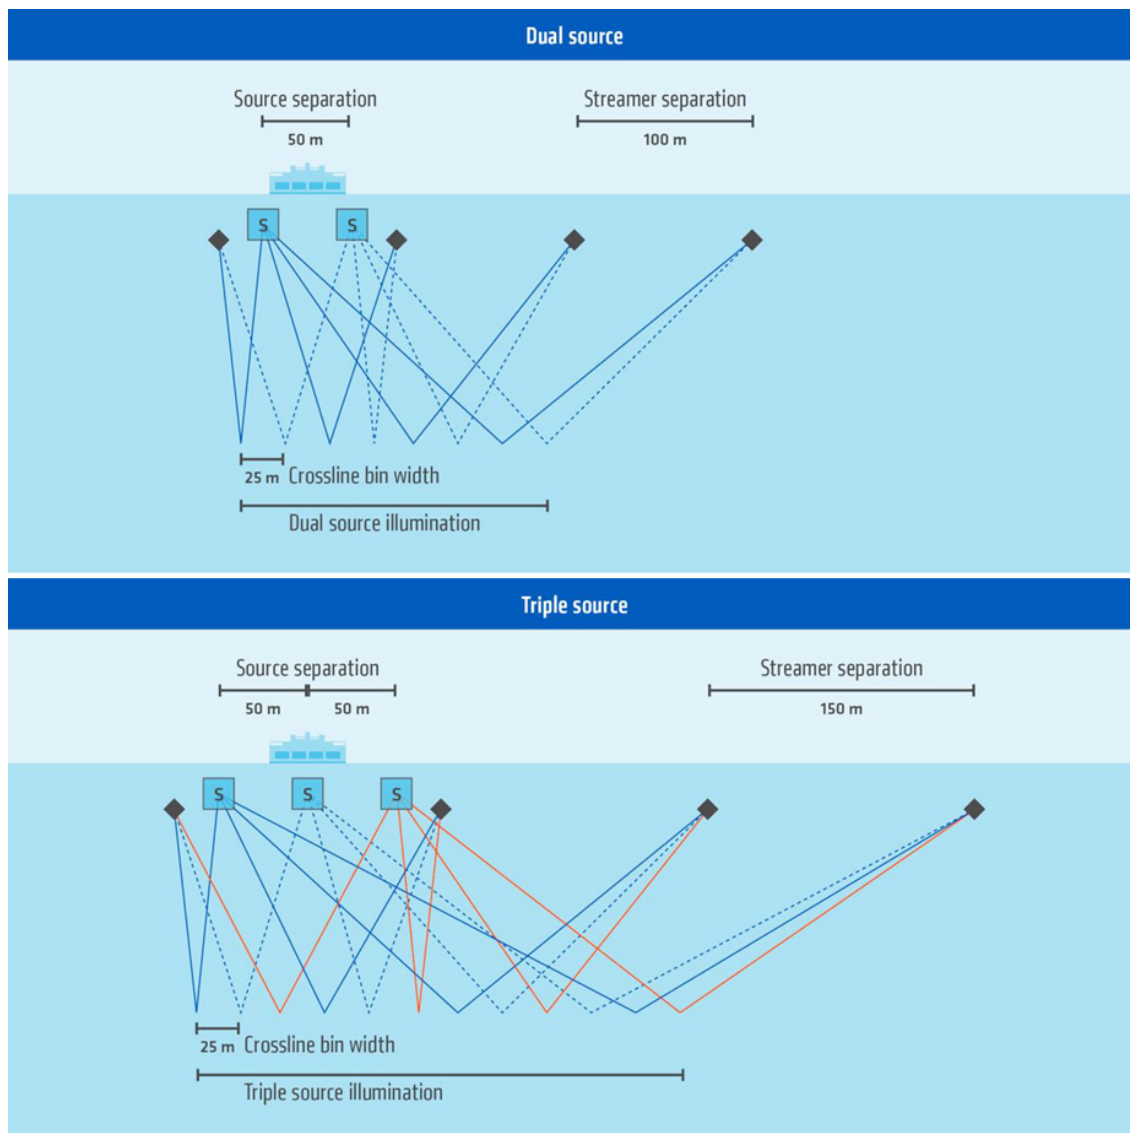 Dual source
Source separation
Streamer separation
50 m
100 m
S
S
25 m Crossline bin width
Dual source illumination
Triple source
Source separation
Streamer separation
50 m
50 m
150 m
S
S
S
25 m Crossline bin width
Triple source illumination